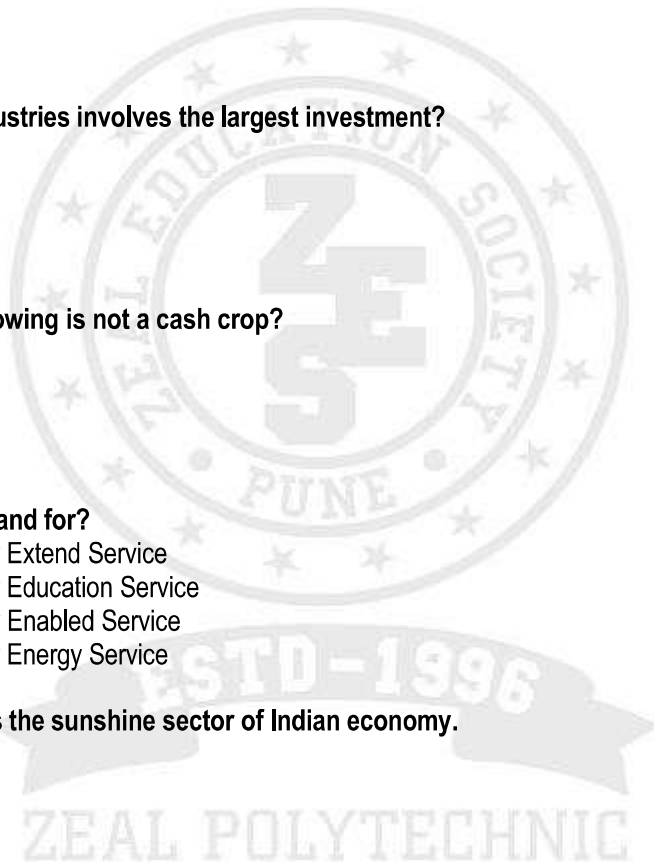 ustries involves the largest investment?
owing is not a cash crop?
and for?
Extend Service
Education Service
Enabled Service
Energy Service
s the sunshine sector of Indian economy.
ZEAL EDUCATION SOCIETY
ZES
PUNE
ESTD-1996
ZEAL POLYTECHNIC